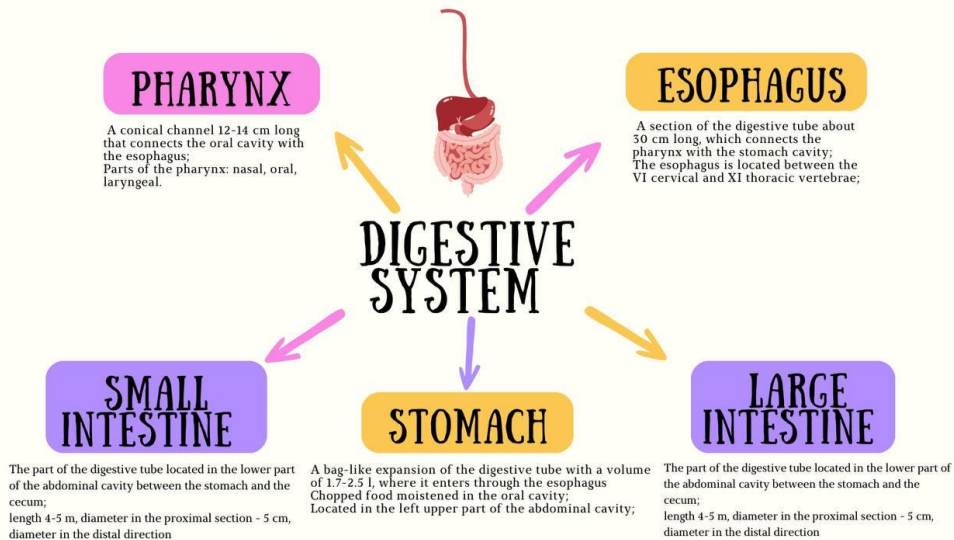 PHARYNX
A conical channel 12-14 cm long
that connects the oral cavity with
the esophagus;
Parts of the pharynx: nasal, oral,
laryngeal.
ESOPHAGUS
A section of the digestive tube about
30 cm long, which connects the
pharynx with the stomach cavity;
The esophagus is located between the
VI cervical and XI thoracic vertebrae;
DIGESTIVE
SYSTEM
SMALL
INTESTINE
The part of the digestive tube located in the lower part
of the abdominal cavity between the stomach and the
cecum;
length 4-5 m, diameter in the proximal section - 5 cm,
diameter in the distal direction
STOMACH
A bag-like expansion of the digestive tube with a volume
of 1.7-2.5 l, where it enters through the esophagus
Chopped food moistened in the oral cavity;
Located in the left upper part of the abdominal cavity;
LARGE
INTESTINE
The part of the digestive tube located in the lower part of
the abdominal cavity between the stomach and the
cecum;
length 4-5 m, diameter in the proximal section - 5 cm,
diameter in the distal direction